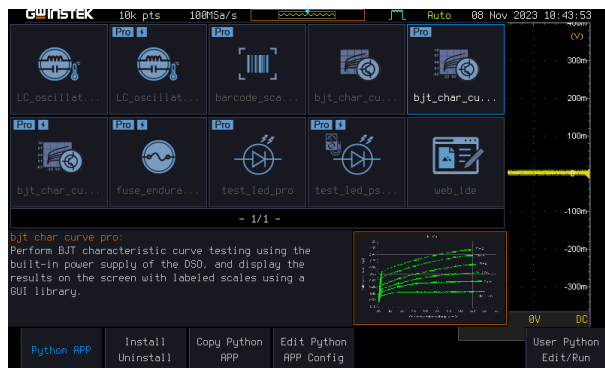 GWINSTEK 10k pts 100MSa/s Auto 08 Nov 2023 10:43:53
Pro Pro Pro
LC_oscillat... LC_oscillat... barcode_sca... bjt_char_cu... bjt_char_cu...
Pro Pro Pro Pro
bjt_char_cu... fuse_endura... test_led_pro test_led_ps... web_ide
- 1/1 -
bjt char curve pro:
Perform BJT characteristic curve testing using the
built-in power supply of the DSO, and display the
results on the screen with labeled scales using a
GUI library.
(V)
300m
200m
100m
-100m
-200m
-300m
0V DC
Python APP
Install
Uninstall
Copy Python
APP
Edit Python
APP Config
User Python
Edit/Run